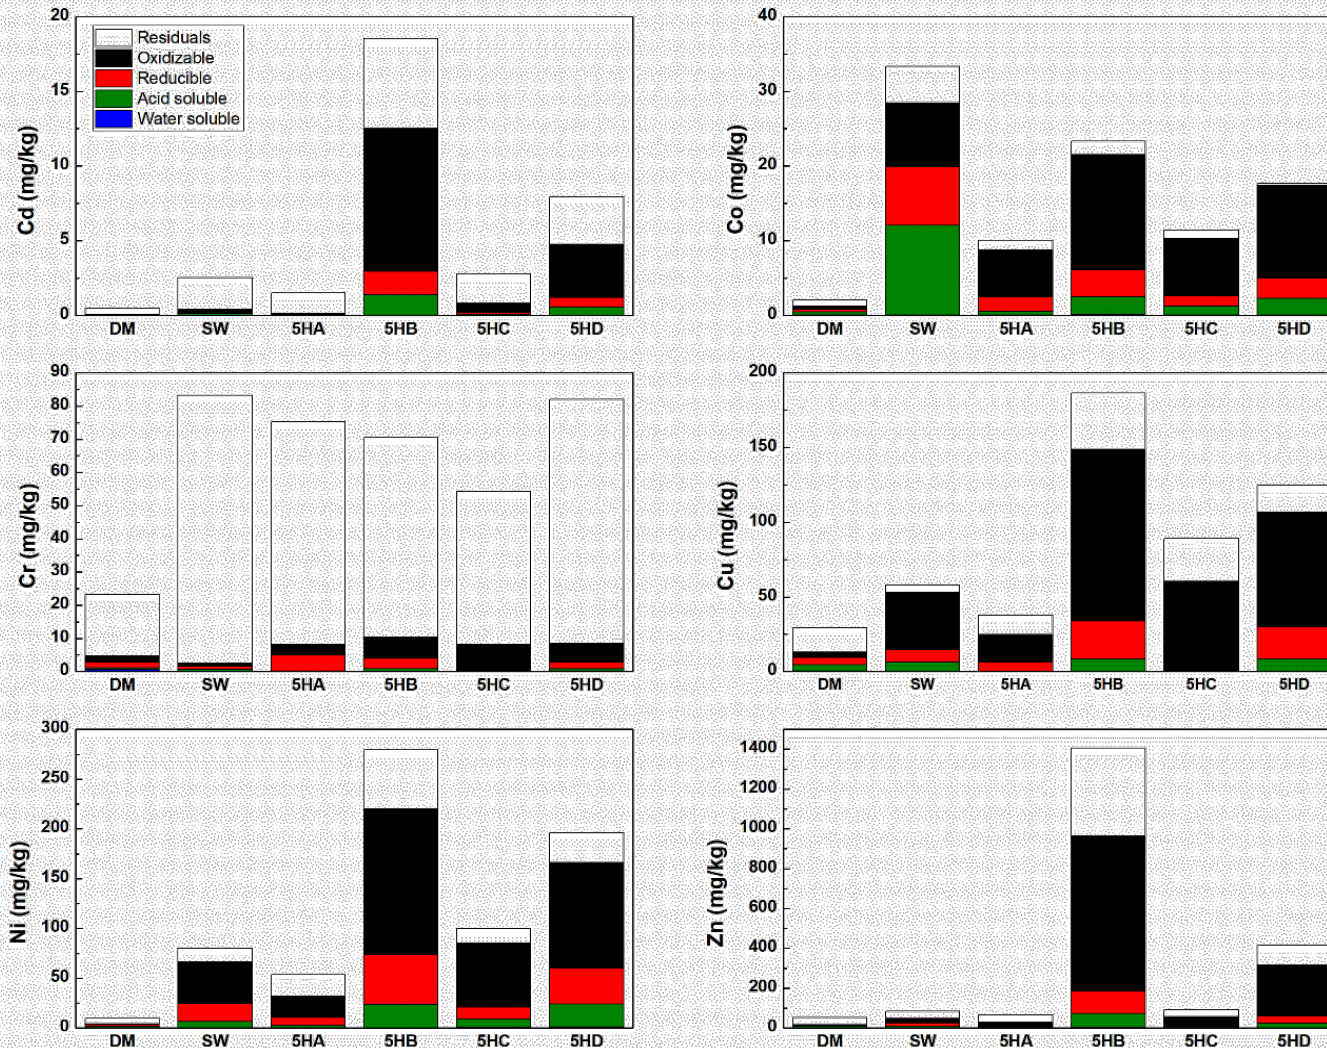 20
15
10
5
0
Cd (mg/kg)
Residuals
Oxidizable
Reducible
Acid soluble
Water soluble
DM SW 5HA 5HB 5HC 5HD
40
30
20
10
0
Co (mg/kg)
DM SW 5HA 5HB 5HC 5HD
90
80
70
60
50
40
30
20
10
0
Cr (mg/kg)
DM SW 5HA 5HB 5HC 5HD
200
150
100
50
0
Cu (mg/kg)
DM SW 5HA 5HB 5HC 5HD
300
250
200
150
100
50
0
Ni (mg/kg)
DM SW 5HA 5HB 5HC 5HD
1400
1200
1000
800
600
400
200
0
Zn (mg/kg)
DM SW 5HA 5HB 5HC 5HD